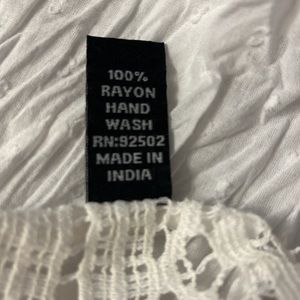 100%
RAYON
HAND
WASH
RN:92502
MADE IN
INDIA